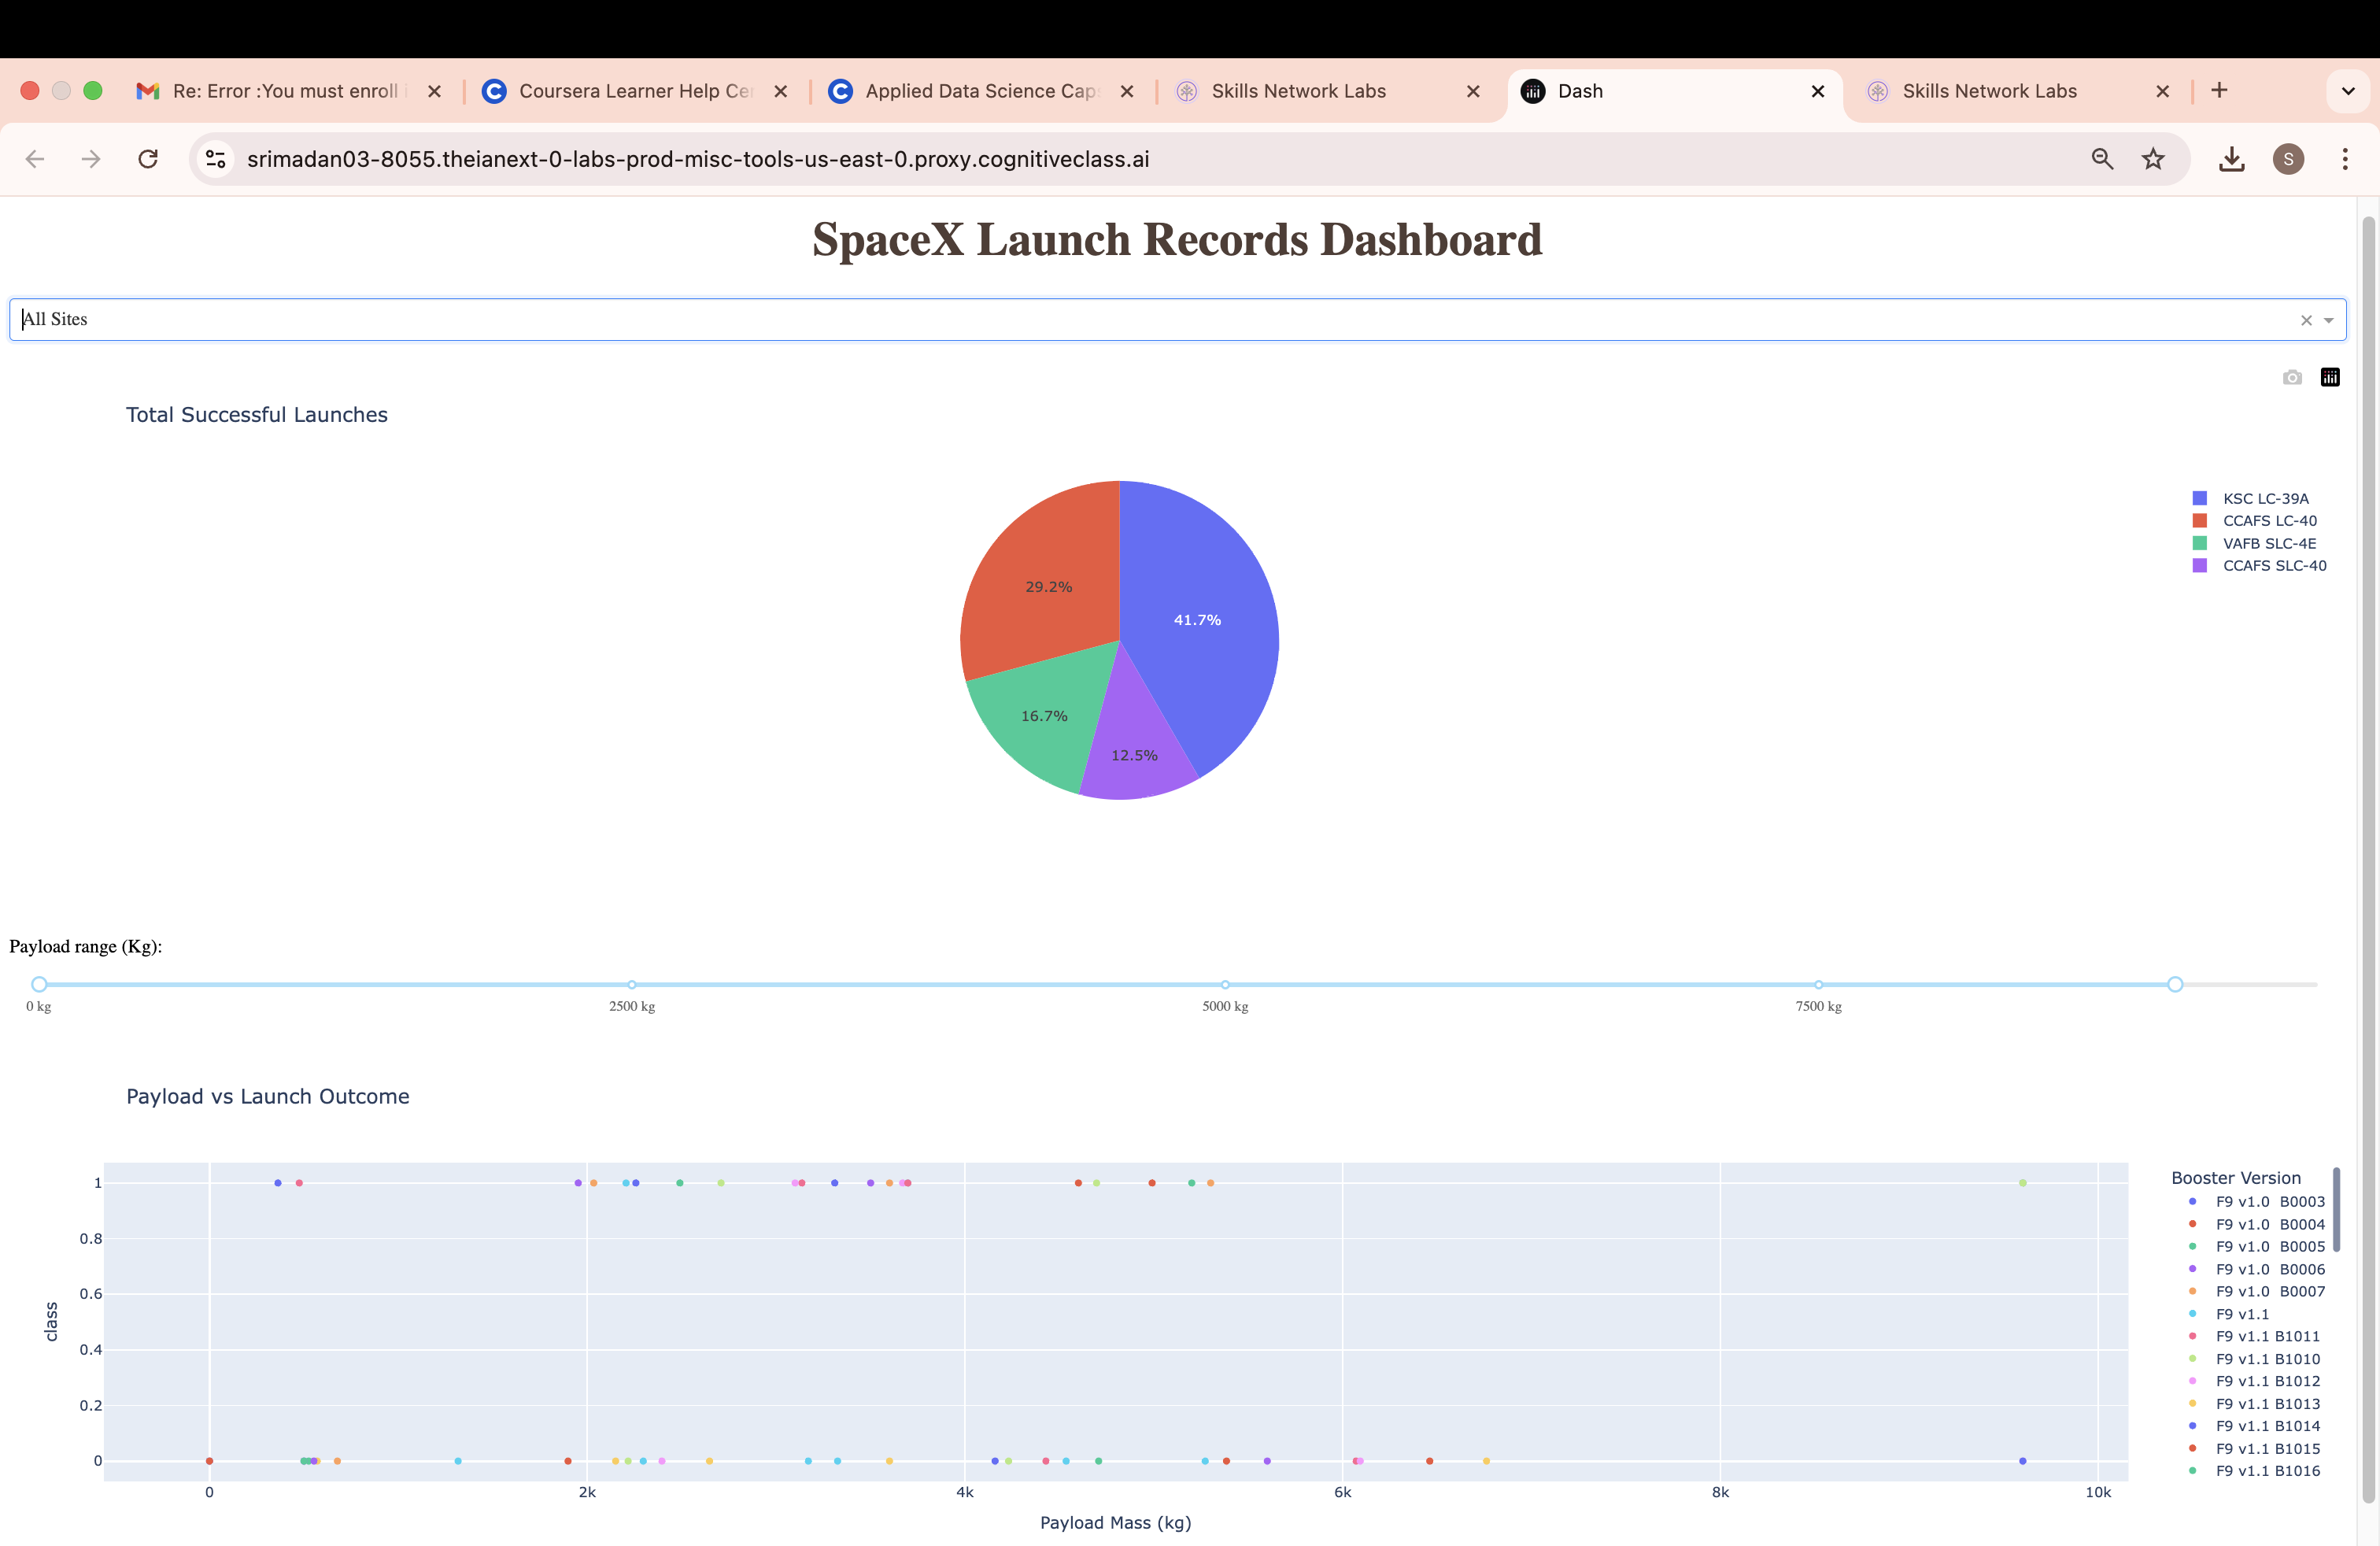 Re: Error :You must enroll i
Coursera Learner Help Cer
Applied Data Science Cap
Skills Network Labs
Dash
Skills Network Labs
srimadan03-8055.theianext-0-labs-prod-misc-tools-us-east-0.proxy.cognitiveclass.ai
S
SpaceX Launch Records Dashboard
All Sites
Total Successful Launches
KSC LC-39A
CCAFS LC-40
VAFB SLC-4E
CCAFS SLC-40
29.2%
41.7%
16.7%
12.5%
Payload range (Kg):
0 kg 2500 kg 5000 kg 7500 kg
Payload vs Launch Outcome
Booster Version
F9 v1.0 B0003
F9 v1.0 B0004
F9 v1.0 B0005
F9 v1.0 B0006
F9 v1.0 B0007
F9 v1.1
F9 v1.1 B1011
F9 v1.1 B1010
F9 v1.1 B1012
F9 v1.1 B1013
F9 v1.1 B1014
F9 v1.1 B1015
F9 v1.1 B1016
1
0.8
0.6
0.4
0.2
0
class
0 2k 4k 6k 8k 10k
Payload Mass (kg)